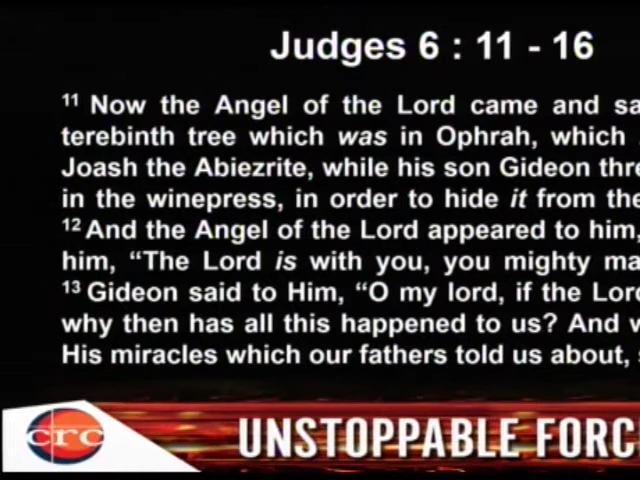 Judges 6 : 11 - 16
11 Now the Angel of the Lord came and sa
terebinth tree which was in Ophrah, which
Joash the Abiezrite, while his son Gideon thre
in the winepress, in order to hide it from the
12 And the Angel of the Lord appeared to him,
him, “The Lord is with you, you mighty ma
13 Gideon said to Him, “O my lord, if the Lor
why then has all this happened to us? And w
His miracles which our fathers told us about,
crc
UNSTOPPABLE FORC